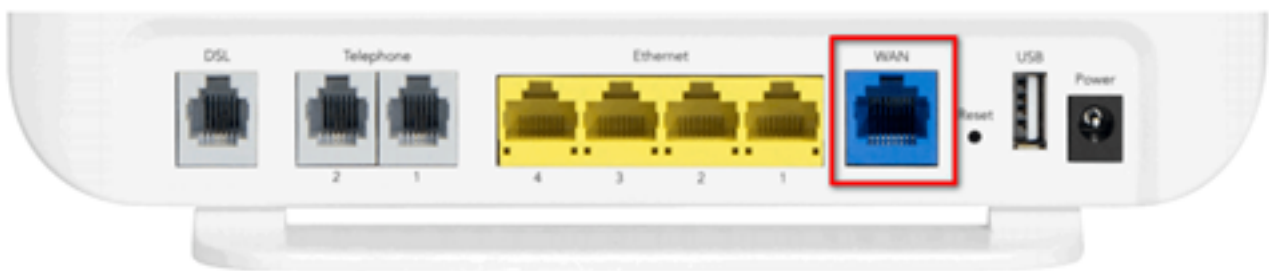 DSL
Telephone
Ethernet
WAN
USB
Power
Reset
2
1
4
3
2
1